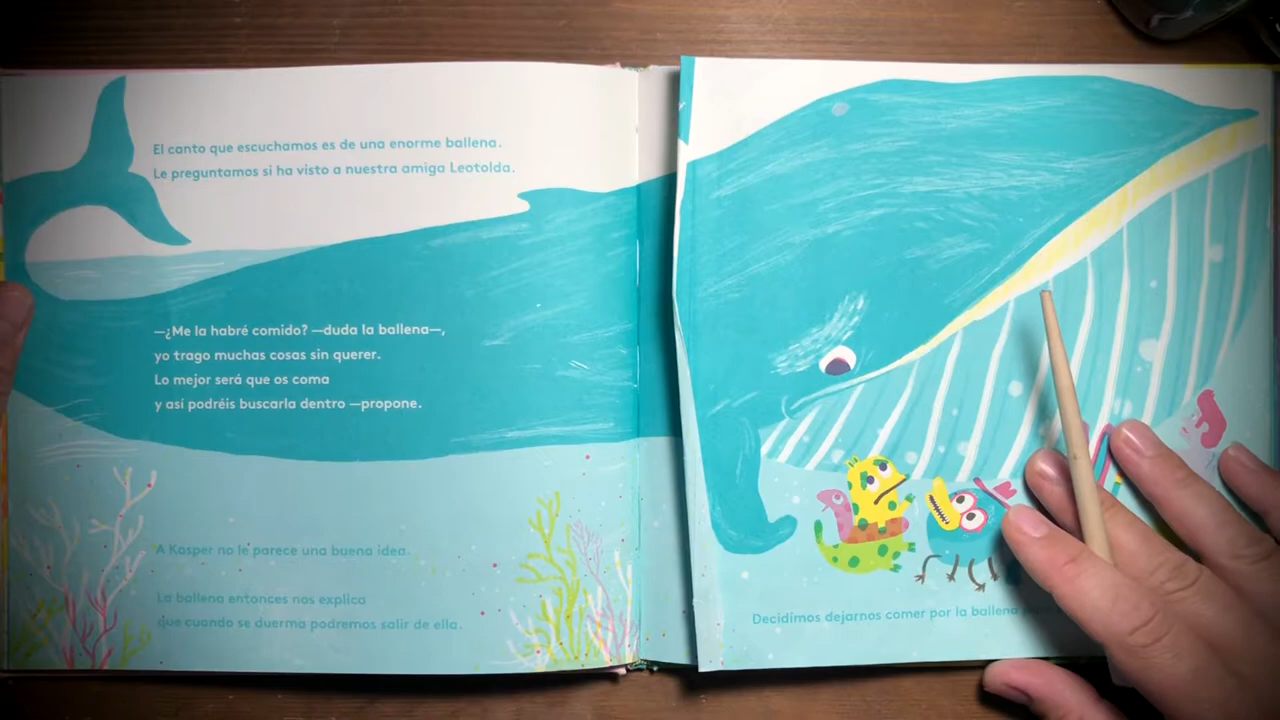 El canto que escuchamos es de una enorme ballena.
Le preguntamos si ha visto a nuestra amiga Leotolda.
—¿Me la habré comido? —duda la ballena—,
yo trago muchas cosas sin querer.
Lo mejor será que os coma
y así podréis buscarla dentro —propone.
A Kasper no le parece una buena idea.
La ballena entonces nos explica
que cuando se duerma podremos salir de ella.
Decidimos dejarnos comer por la ballena